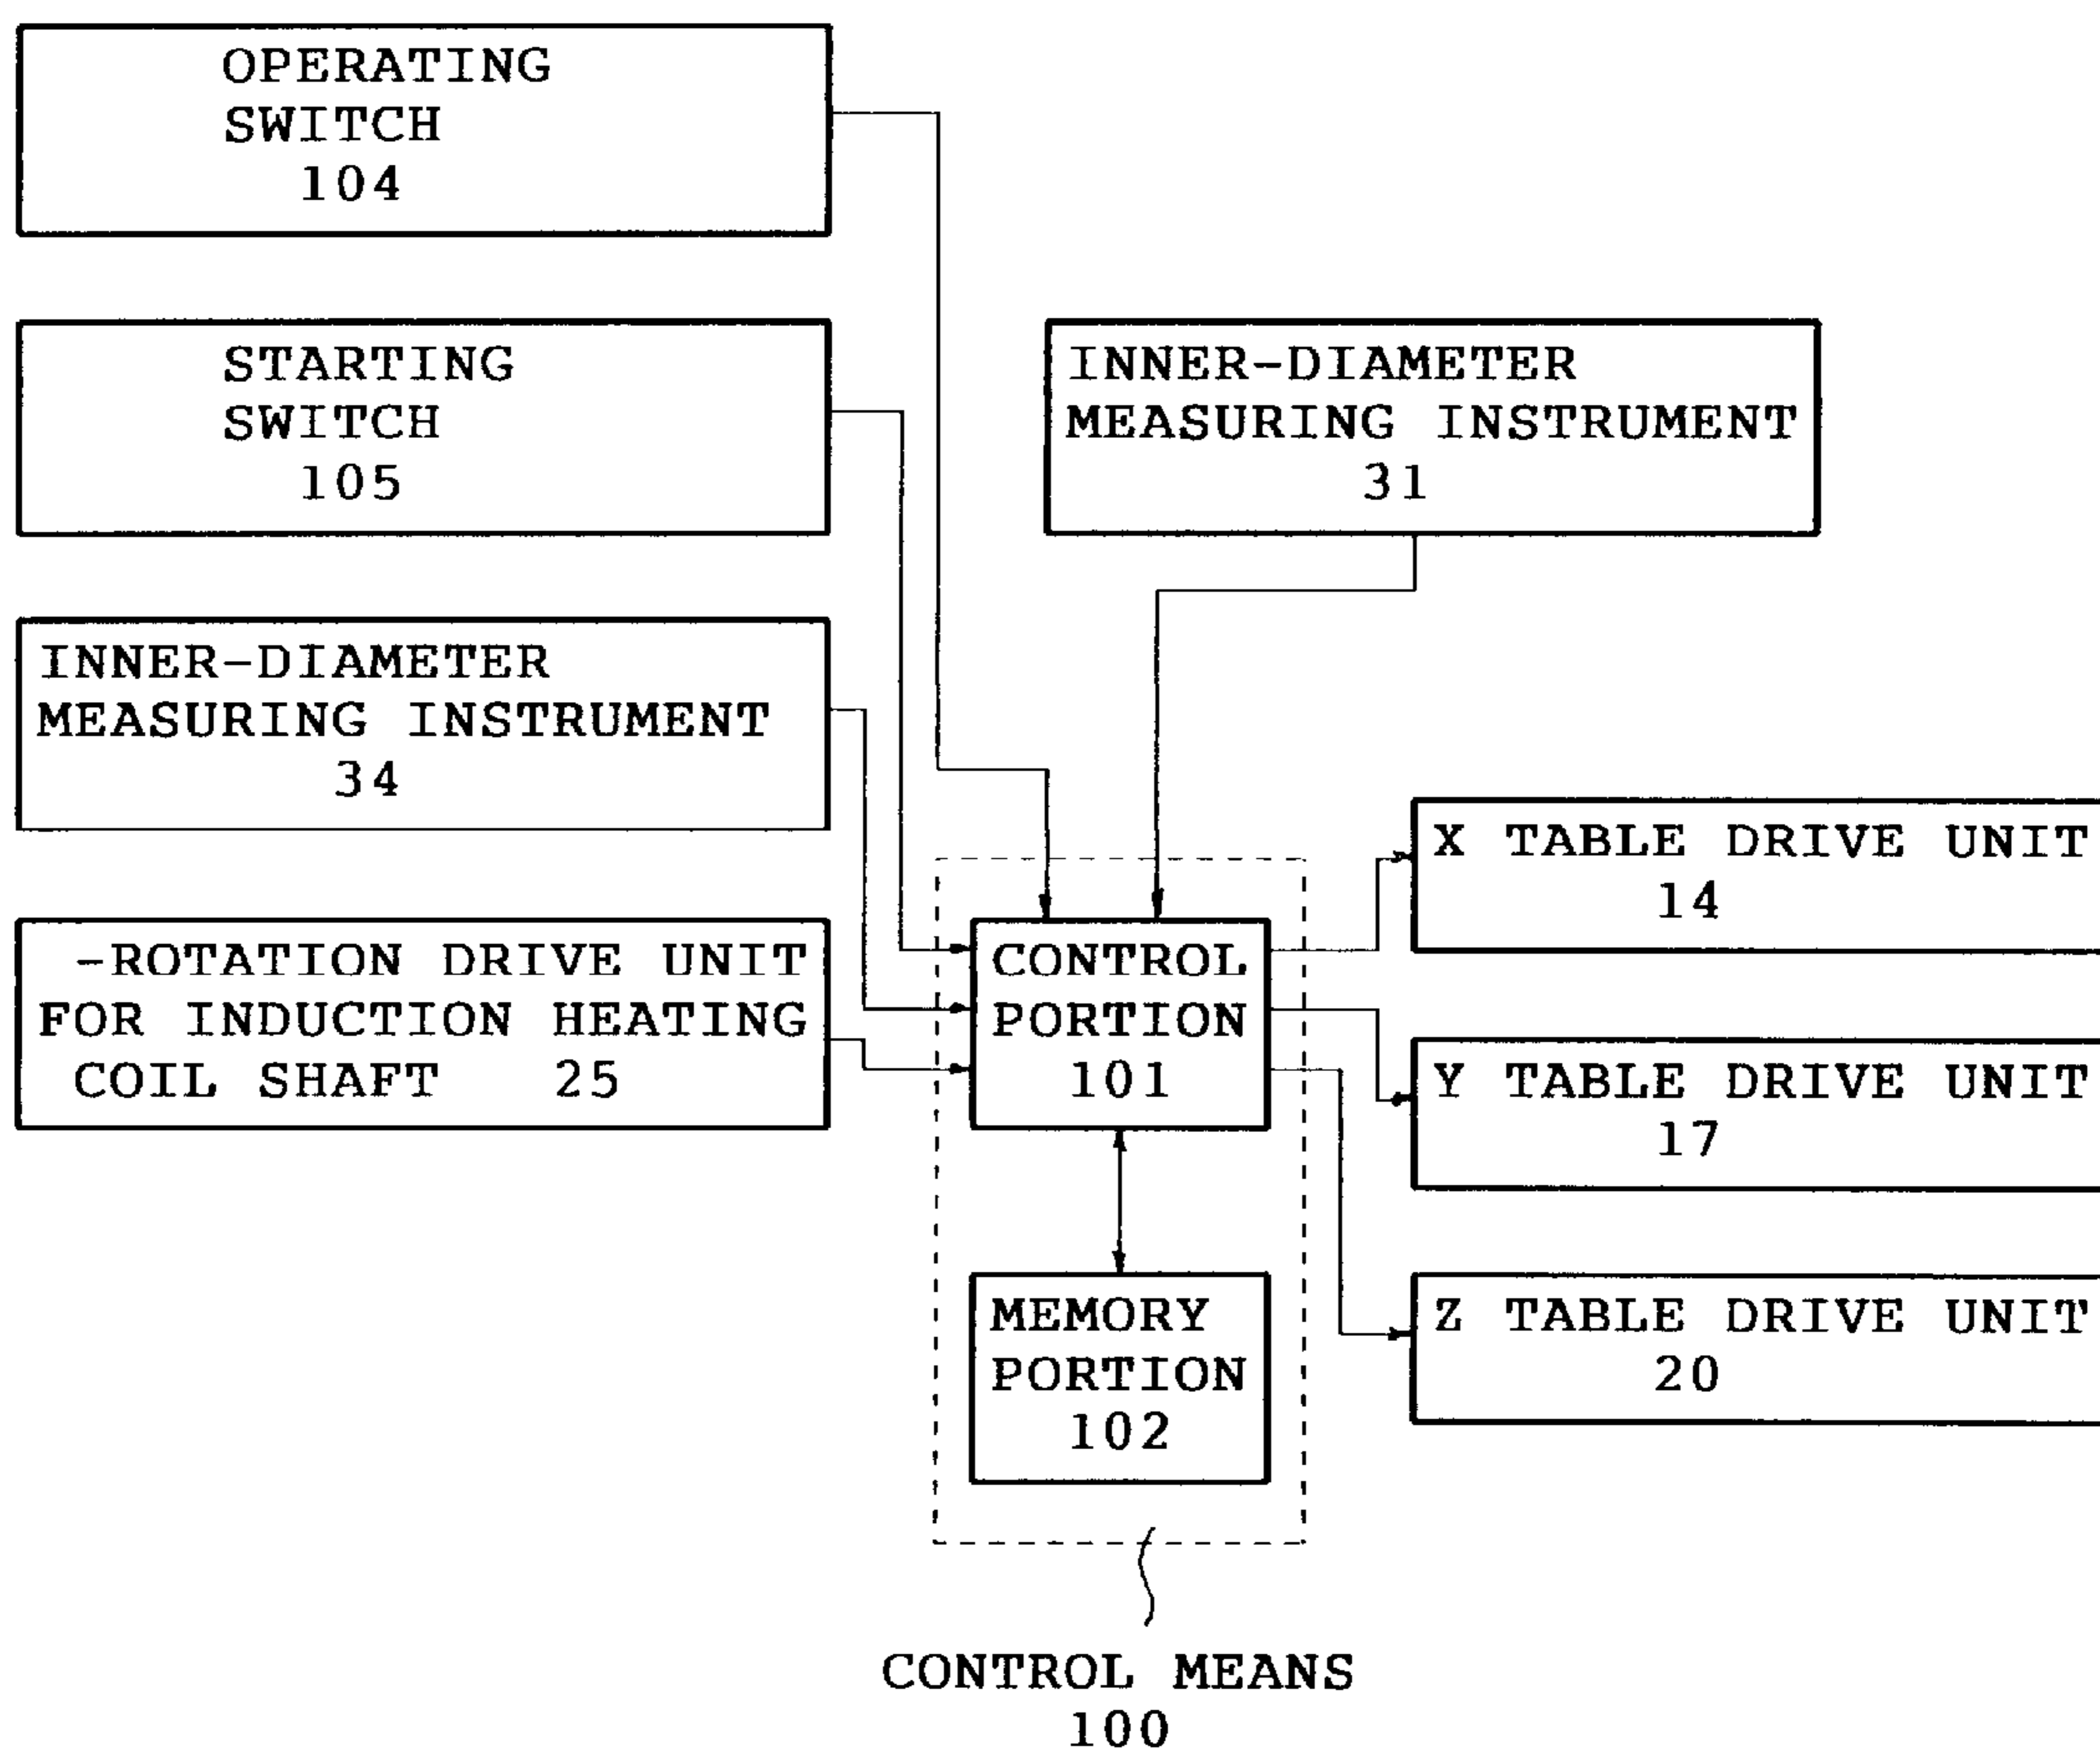 OPERATING
SWITCH
104
STARTING
SWITCH
105
INNER-DIAMETER
MEASURING INSTRUMENT
31
INNER-DIAMETER
MEASURING INSTRUMENT
34
-ROTATION DRIVE UNIT
FOR INDUCTION HEATING
COIL SHAFT 25
CONTROL
PORTION
101
MEMORY
PORTION
102
X TABLE DRIVE UNIT
14
Y TABLE DRIVE UNIT
17
Z TABLE DRIVE UNIT
20
CONTROL MEANS
100